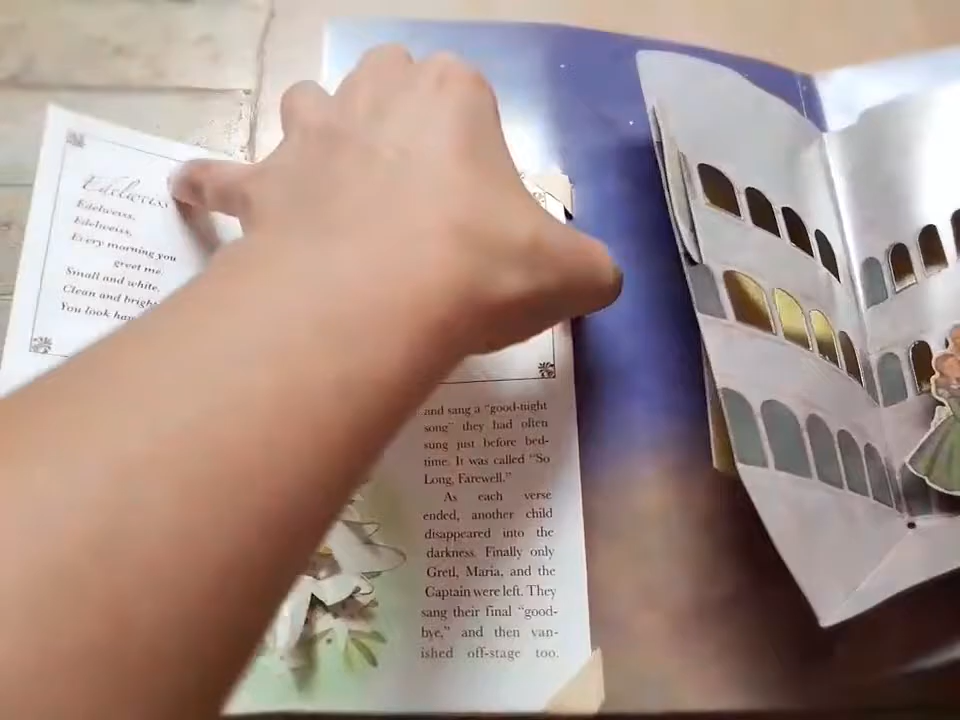 Edelweiss
Edelweiss,
Edelweiss,
Every morning you
greet me.
Small and white,
Clean and bright
You look
and sang a "good-night
song" they had often
sung just before bed-
time. It was called "So
Long, Farewell."
As each verse
ended, another child
disappeared into the
darkness. Finally only
Gretl, Maria, and the
Captain were left. They
sang their final "good-
bye," and then van-
ished off-stage too.